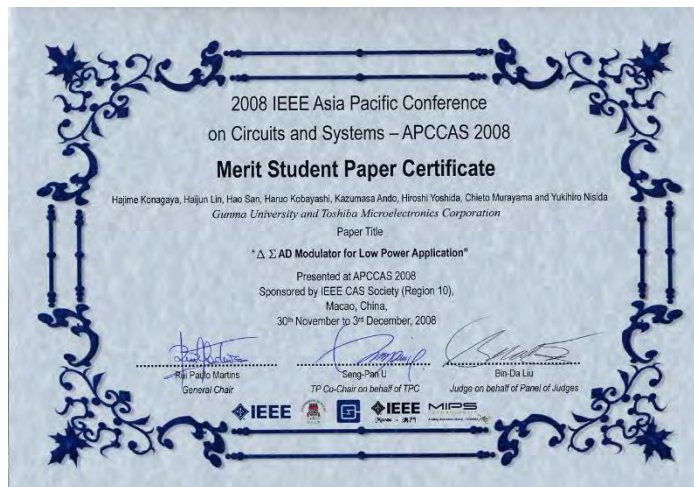 2008 IEEE Asia Pacific Conference
on Circuits and Systems – APCCAS 2008
Merit Student Paper Certificate
Hajime Konagaya, Haijun Lin, Hao San, Haruo Kobayashi, Kazumasa Ando, Hiroshi Yoshida, Chieto Murayama and Yukihiro Nisida
Gunma University and Toshiba Microelectronics Corporation
Paper Title
"Δ Σ AD Modulator for Low Power Application"
Presented at APCCAS 2008
Sponsored by IEEE CAS Society (Region 10),
Macao, China,
30th November to 3rd December, 2008
Rui Paulo Martins
Seng-Pan U
Bin-Da Liu
General Chair
TP Co-Chair on behalf of TPC
Judge on behalf of Panel of Judges
IEEE
IEEE
MIPS